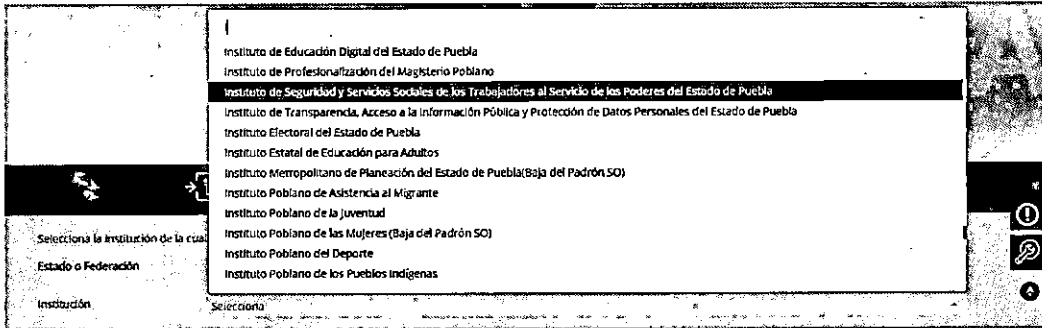 Instituto de Educación Digital del Estado de Puebla
Instituto de Profesionalización del Magisterio Poblano
Instituto de Seguridad y Servicios Sociales de los Trabajadores al Servicio de los Poderes del Estado de Puebla
Instituto de Transparencia, Acceso a la Información Pública y Protección de Datos Personales del Estado de Puebla
Instituto Electoral del Estado de Puebla
Instituto Estatal de Educación para Adultos
Instituto Metropolitano de Planeación del Estado de Puebla(Baja del Padrón SO)
Instituto Poblano de Asistencia al Migrante
Instituto Poblano de la Juventud
Instituto Poblano de las Mujeres (Baja del Padrón SO)
Instituto Poblano del Deporte
Instituto Poblano de los Pueblos Indígenas
Selecciona la institución de la cual
Estado o Federación
Institución
Selecciona